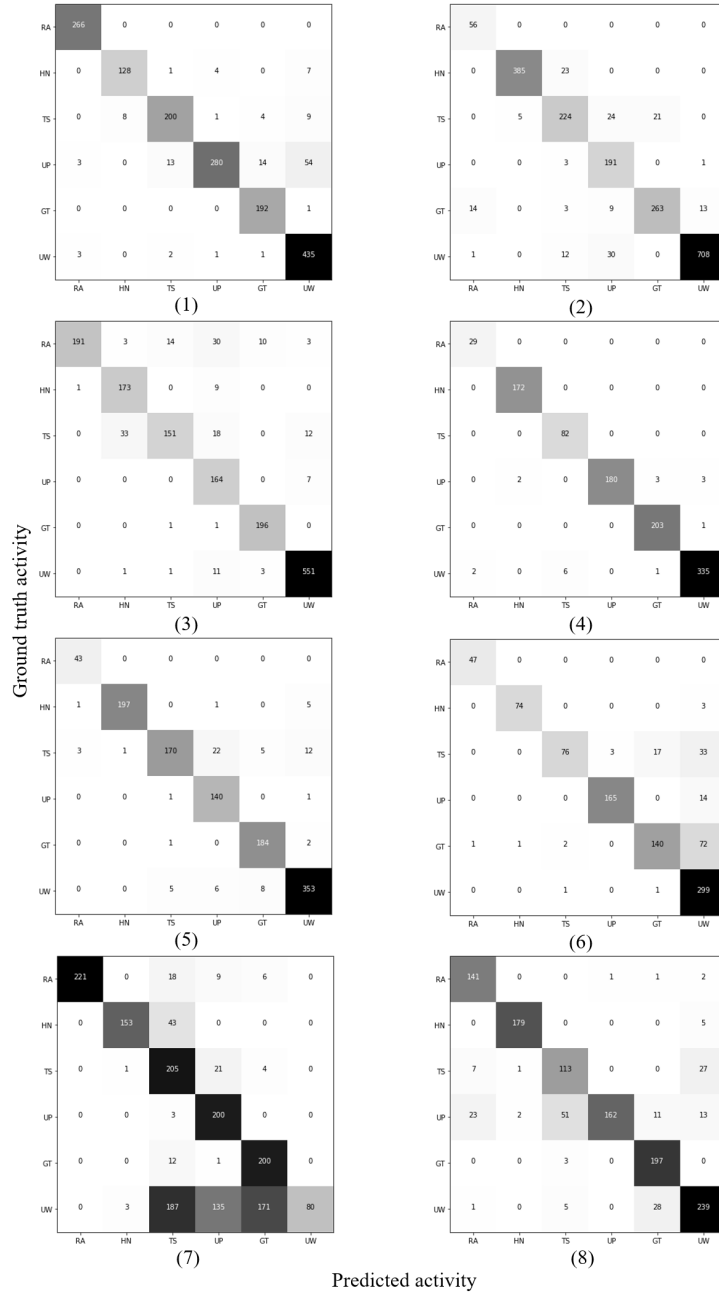 RA 266 0 0 0 0 0
HN 0 128 1 4 0 7
TS 0 8 200 1 4 9
UP 3 0 13 280 14 54
GT 0 0 0 0 192 1
UW 3 0 2 1 1 435
RA HN TS UP GT UW
(1)
RA 56 0 0 0 0 0
HN 0 385 23 0 0 0
TS 0 5 224 24 21 0
UP 0 0 3 191 0 1
GT 14 0 3 9 263 13
UW 1 0 12 30 0 708
RA HN TS UP GT UW
(2)
RA 191 3 14 30 10 3
HN 1 173 0 9 0 0
TS 0 33 151 18 0 12
UP 0 0 0 164 0 7
GT 0 0 1 1 196 0
UW 0 1 1 11 3 551
RA HN TS UP GT UW
(3)
RA 29 0 0 0 0 0
HN 0 172 0 0 0 0
TS 0 0 82 0 0 0
UP 0 2 0 180 3 3
GT 0 0 0 0 203 1
UW 2 0 6 0 1 335
RA HN TS UP GT UW
(4)
RA 43 0 0 0 0 0
HN 1 197 0 1 0 5
TS 3 1 170 22 5 12
UP 0 0 1 140 0 1
GT 0 0 1 0 184 2
UW 0 0 5 6 8 353
RA HN TS UP GT UW
(5)
RA 47 0 0 0 0 0
HN 0 74 0 0 0 3
TS 0 0 76 3 17 33
UP 0 0 0 165 0 14
GT 1 1 2 0 140 72
UW 0 0 1 0 1 299
RA HN TS UP GT UW
(6)
RA 221 0 18 9 6 0
HN 0 153 43 0 0 0
TS 0 1 205 21 4 0
UP 0 0 3 200 0 0
GT 0 0 12 1 200 0
UW 0 3 187 135 171 80
RA HN TS UP GT UW
(7)
RA 141 0 0 1 1 2
HN 0 179 0 0 0 5
TS 7 1 113 0 0 27
UP 23 2 51 162 11 13
GT 0 0 3 0 197 0
UW 1 0 5 0 28 239
RA HN TS UP GT UW
(8)
Ground truth activity
Predicted activity